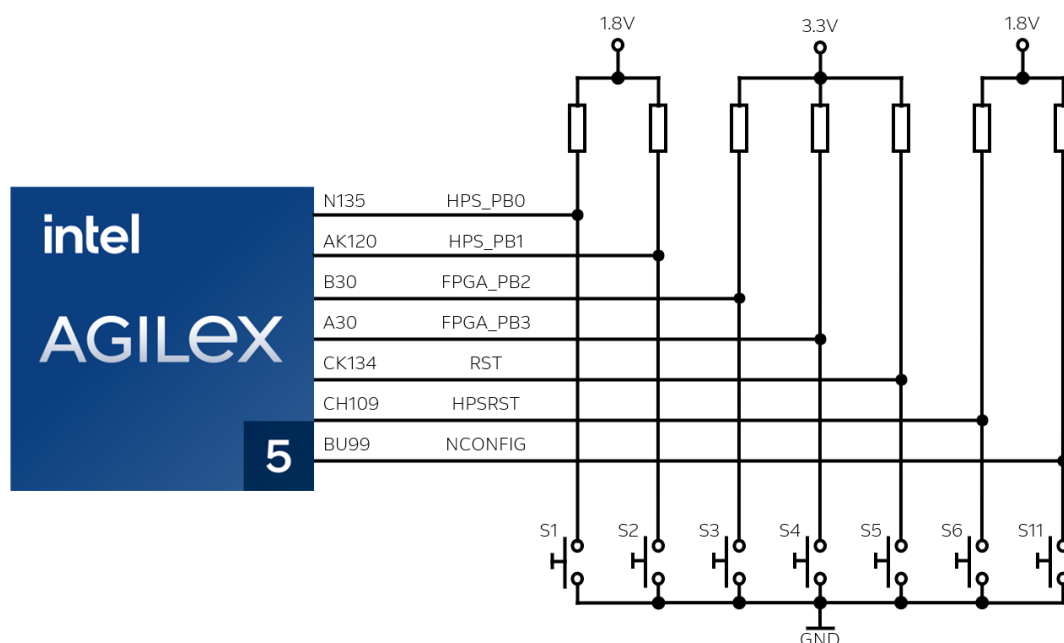 1.8V 3.3V 1.8V
intel
AGILEX
5
N135 HPS_PB0
AK120 HPS_PB1
B30 FPGA_PB2
A30 FPGA_PB3
CK134 RST
CH109 HPSRST
BU99 NCONFIG
S1 S2 S3 S4 S5 S6 S11
GND